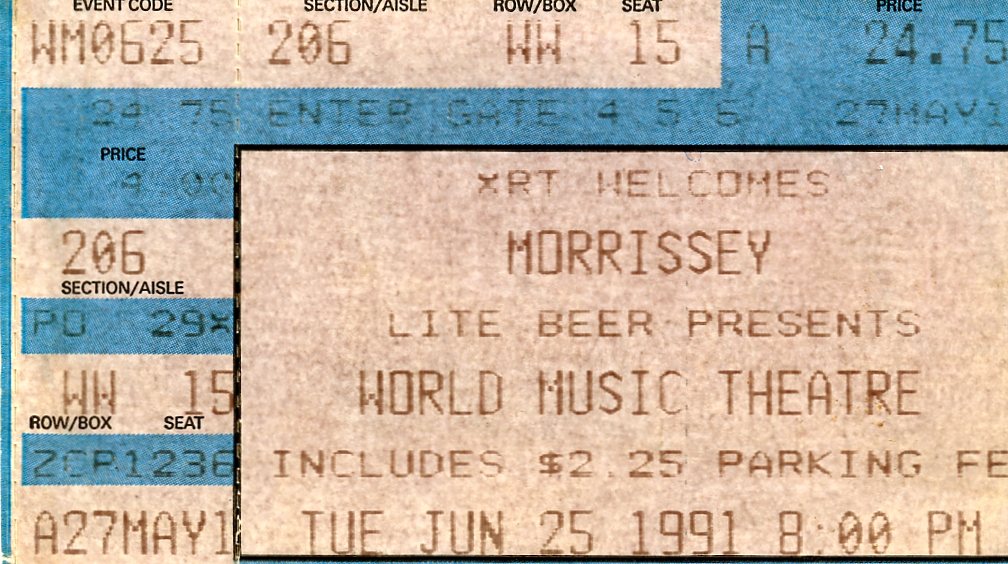 EVENT CODE SECTION/AISLE ROW/BOX SEAT PRICE
WM0625 206 WW 15 A 24.75
24 75 ENTER GATE 4 5 6 27MAY1
PRICE
4 00 XRT WELCOMES
206 MORRISSEY
SECTION/AISLE
PO 29X LITE BEER PRESENTS
WW 15 WORLD MUSIC THEATRE
ROW/BOX SEAT
ZCR1236 INCLUDES $2.25 PARKING FE
A27MAY1 TUE JUN 25 1991 8:00 PM